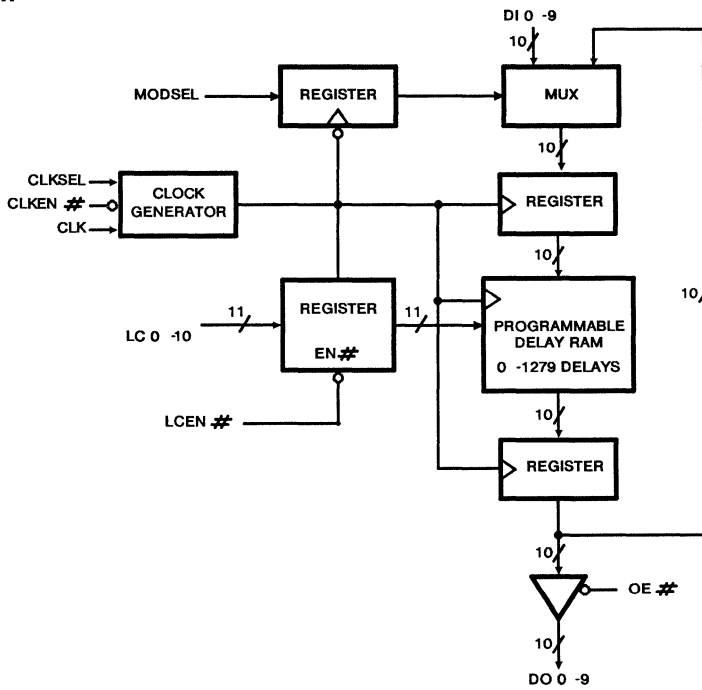 DI 0 -9
10
MODSEL
REGISTER
MUX
10
CLKSEL
CLKEN #
CLK
CLOCK
GENERATOR
REGISTER
10
LC 0 -10
11
REGISTER
EN#
11
PROGRAMMABLE
DELAY RAM
0 -1279 DELAYS
10
LCEN #
10
REGISTER
10
OE #
10
DO 0 -9